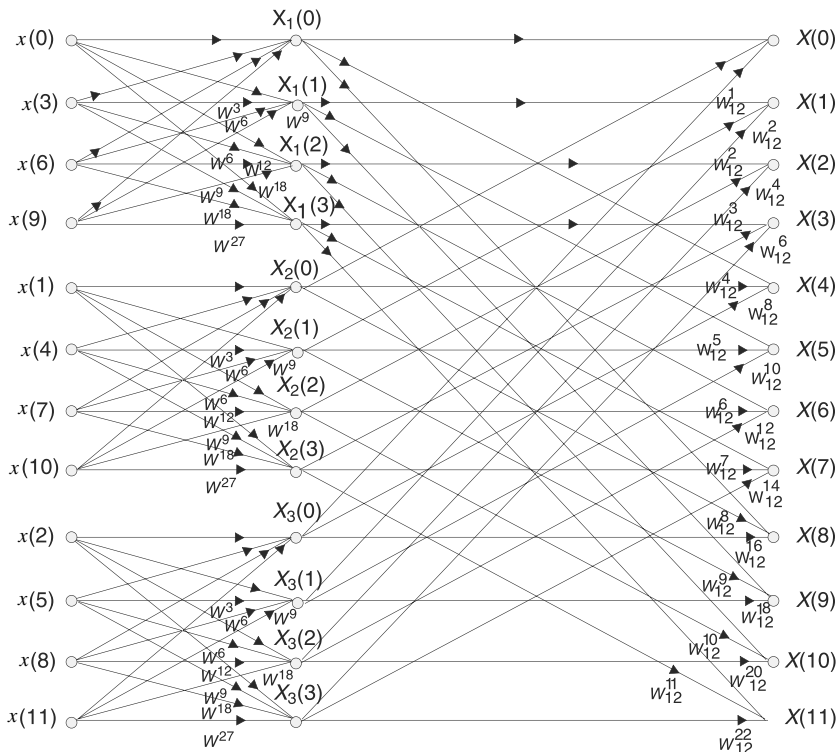 x(0) X₁(0) X(0)
x(3) X₁(1) X(1)
W³ W⁹ W¹₁₂
W⁶ W²₁₂
x(6) X₁(2) X(2)
W⁶ W¹² W²₁₂
W⁹ W¹⁸ W⁴₁₂
x(9) X₁(3) X(3)
W¹⁸ W³₁₂
W²⁷ W⁶₁₂
x(1) X₂(0) X(4)
W⁴₁₂
W⁸₁₂
x(4) X₂(1) X(5)
W³ W⁹ W⁵₁₂
W⁶ W¹⁰₁₂
x(7) X₂(2) X(6)
W⁶ W⁶₁₂
W¹² W¹⁸ W¹²₁₂
x(10) X₂(3) X(7)
W⁹ W⁷₁₂
W¹⁸
W²⁷ W¹⁴₁₂
x(2) X₃(0) X(8)
W⁸₁₂
W¹⁶₁₂
x(5) X₃(1) X(9)
W³ W⁹ W⁹₁₂
W⁶ W¹⁸₁₂
x(8) X₃(2) X(10)
W⁶ W¹⁰₁₂
W¹² W¹⁸ W²⁰₁₂
x(11) X₃(3) X(11)
W⁹ W¹¹₁₂
W¹⁸
W²⁷ W²²₁₂